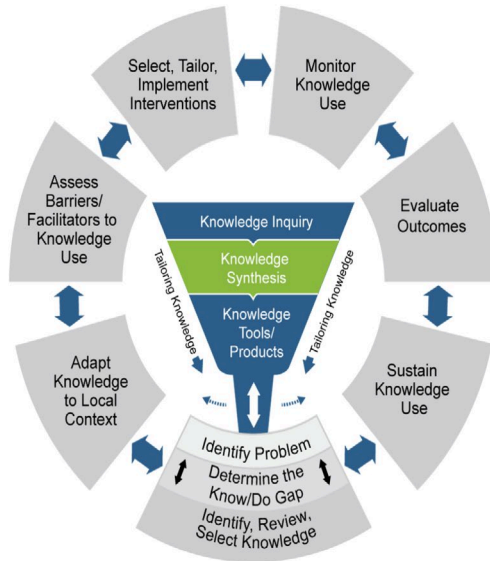 Select, Tailor,
Implement
Interventions
Monitor
Knowledge
Use
Assess
Barriers/
Facilitators to
Knowledge
Use
Evaluate
Outcomes
Knowledge Inquiry
Knowledge
Synthesis
Knowledge
Tools/
Products
Tailoring Knowledge
Tailoring Knowledge
Adapt
Knowledge
to Local
Context
Sustain
Knowledge
Use
Identify Problem
Determine the
Know/Do Gap
Identify, Review,
Select Knowledge